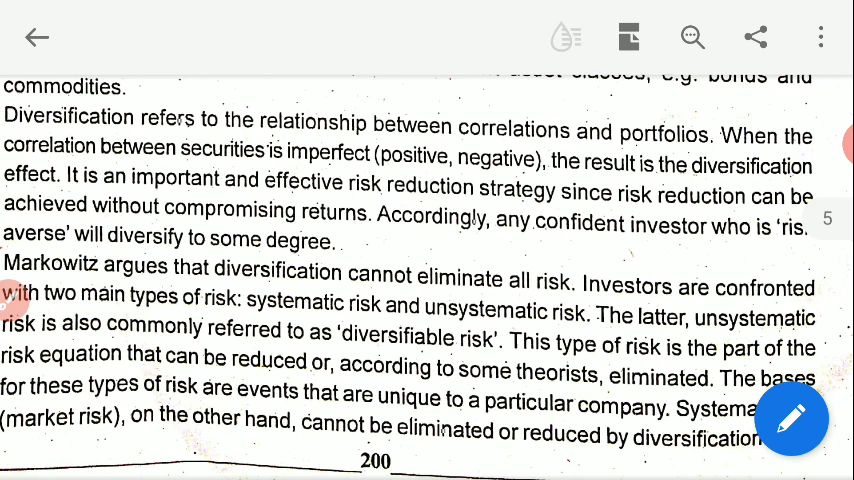 e.g. bonds and
commodities.
Diversification refers to the relationship between correlations and portfolios. When the
correlation between securities is imperfect (positive, negative), the result is the diversification
effect. It is an important and effective risk reduction strategy since risk reduction can be
achieved without compromising returns. Accordingly, any confident investor who is ‘ris
5
averse’ will diversify to some degree.
Markowitz argues that diversification cannot eliminate all risk. Investors are confronted
with two main types of risk: systematic risk and unsystematic risk. The latter, unsystematic
risk is also commonly referred to as ‘diversifiable risk’. This type of risk is the part of the
risk equation that can be reduced or, according to some theorists, eliminated. The bases
for these types of risk are events that are unique to a particular company. Systema
(market risk), on the other hand, cannot be eliminated or reduced by diversification
200